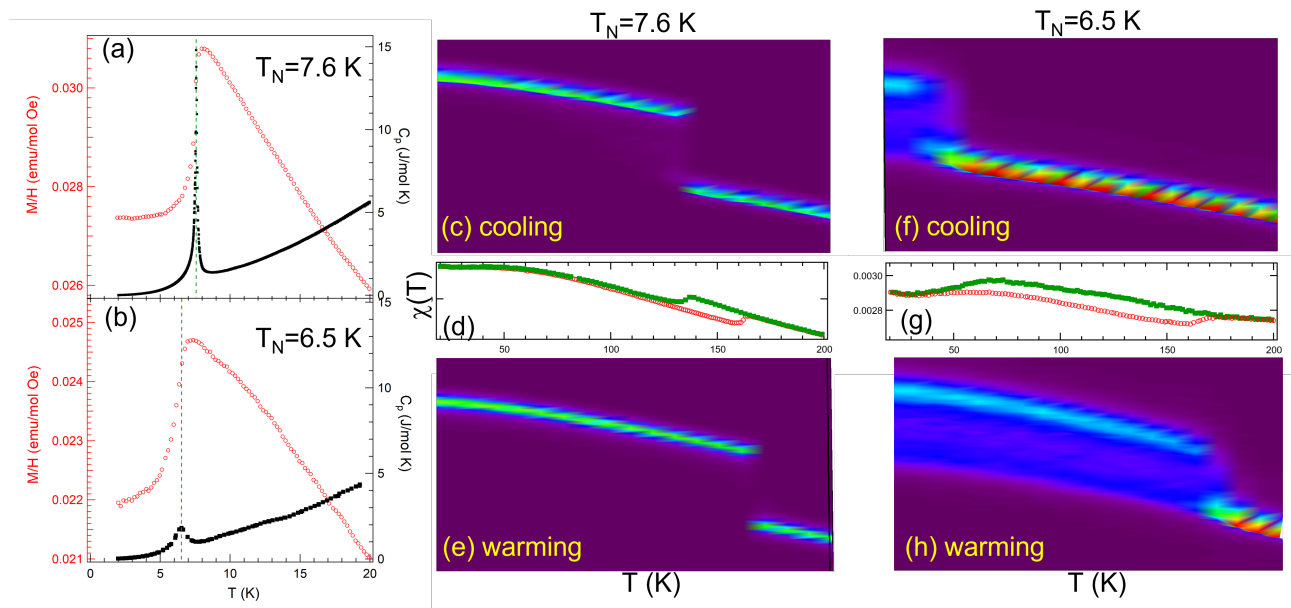 T_N=7.6 K
T_N=6.5 K
(a)
T_N=7.6 K
0.030
0.028
0.026
M/H (emu/mol Oe)
15
10
5
0
C_p (J/mol K)
(b)
T_N=6.5 K
0.025
0.024
0.023
0.022
0.021
M/H (emu/mol Oe)
15
10
5
0
C_p (J/mol K)
0
5
10
15
20
T (K)
(c) cooling
χ(T)
(d)
50
100
150
200
(e) warming
T (K)
(f) cooling
0.0030
0.0028
(g)
50
100
150
200
(h) warming
T (K)